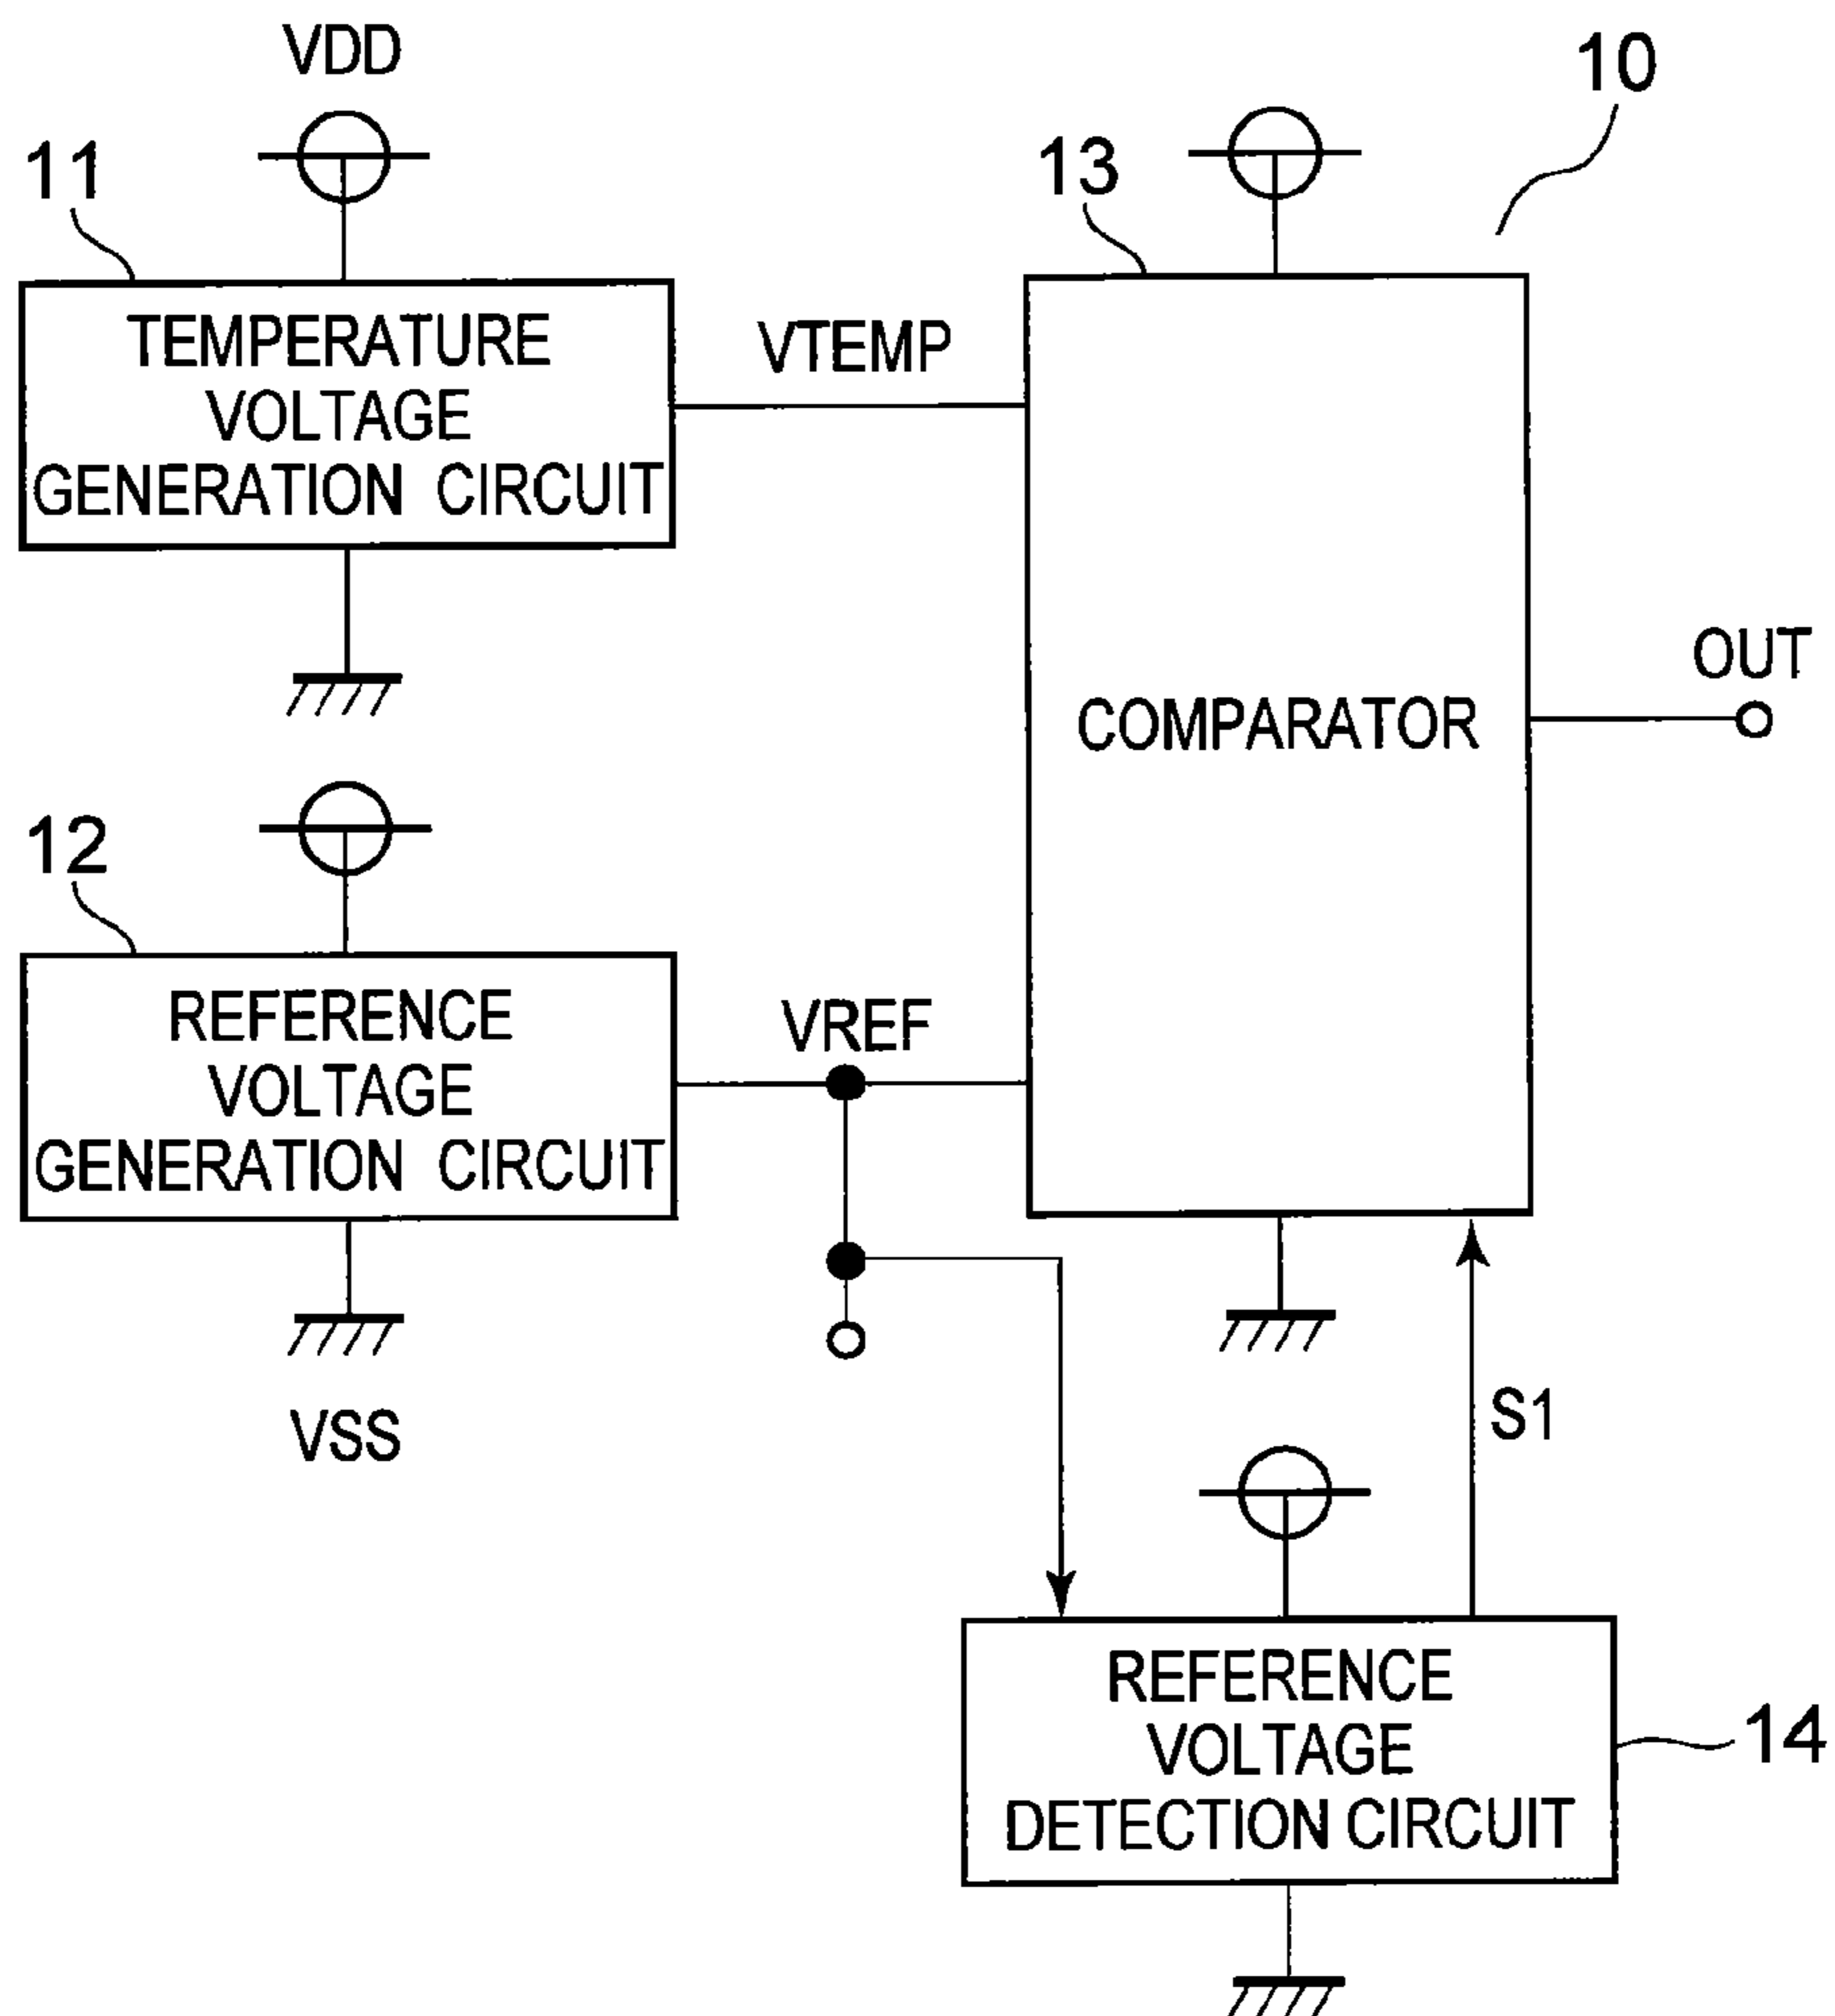 VDD
10
11
13
TEMPERATURE
VOLTAGE
GENERATION CIRCUIT
VTEMP
COMPARATOR
OUT
12
REFERENCE
VOLTAGE
GENERATION CIRCUIT
VREF
VSS
S1
REFERENCE
VOLTAGE
DETECTION CIRCUIT
14